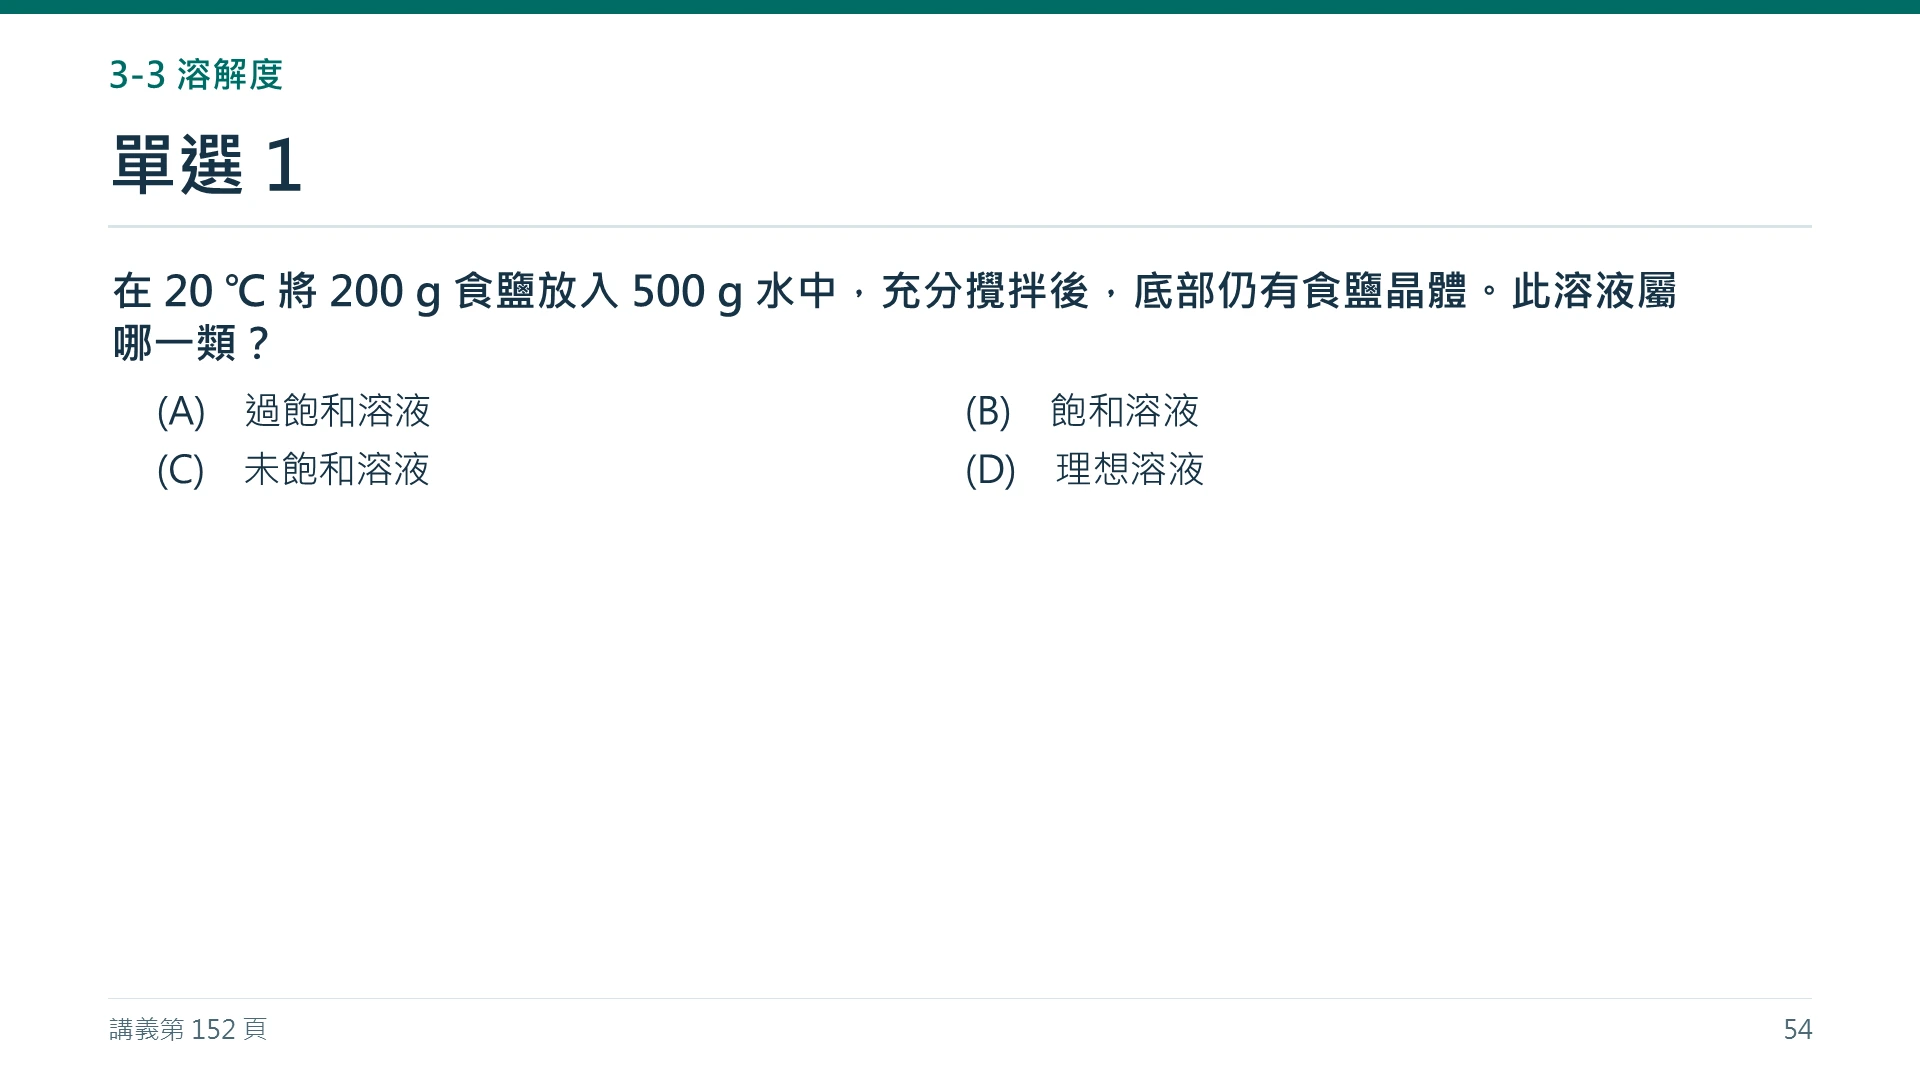 3-3 溶解度
單選 1
在 20 ℃ 將 200 g 食鹽放入 500 g 水中，充分攪拌後，底部仍有食鹽晶體。此溶液屬
哪一類？
(A) 過飽和溶液 (B) 飽和溶液
(C) 未飽和溶液 (D) 理想溶液
講義第 152 頁 54